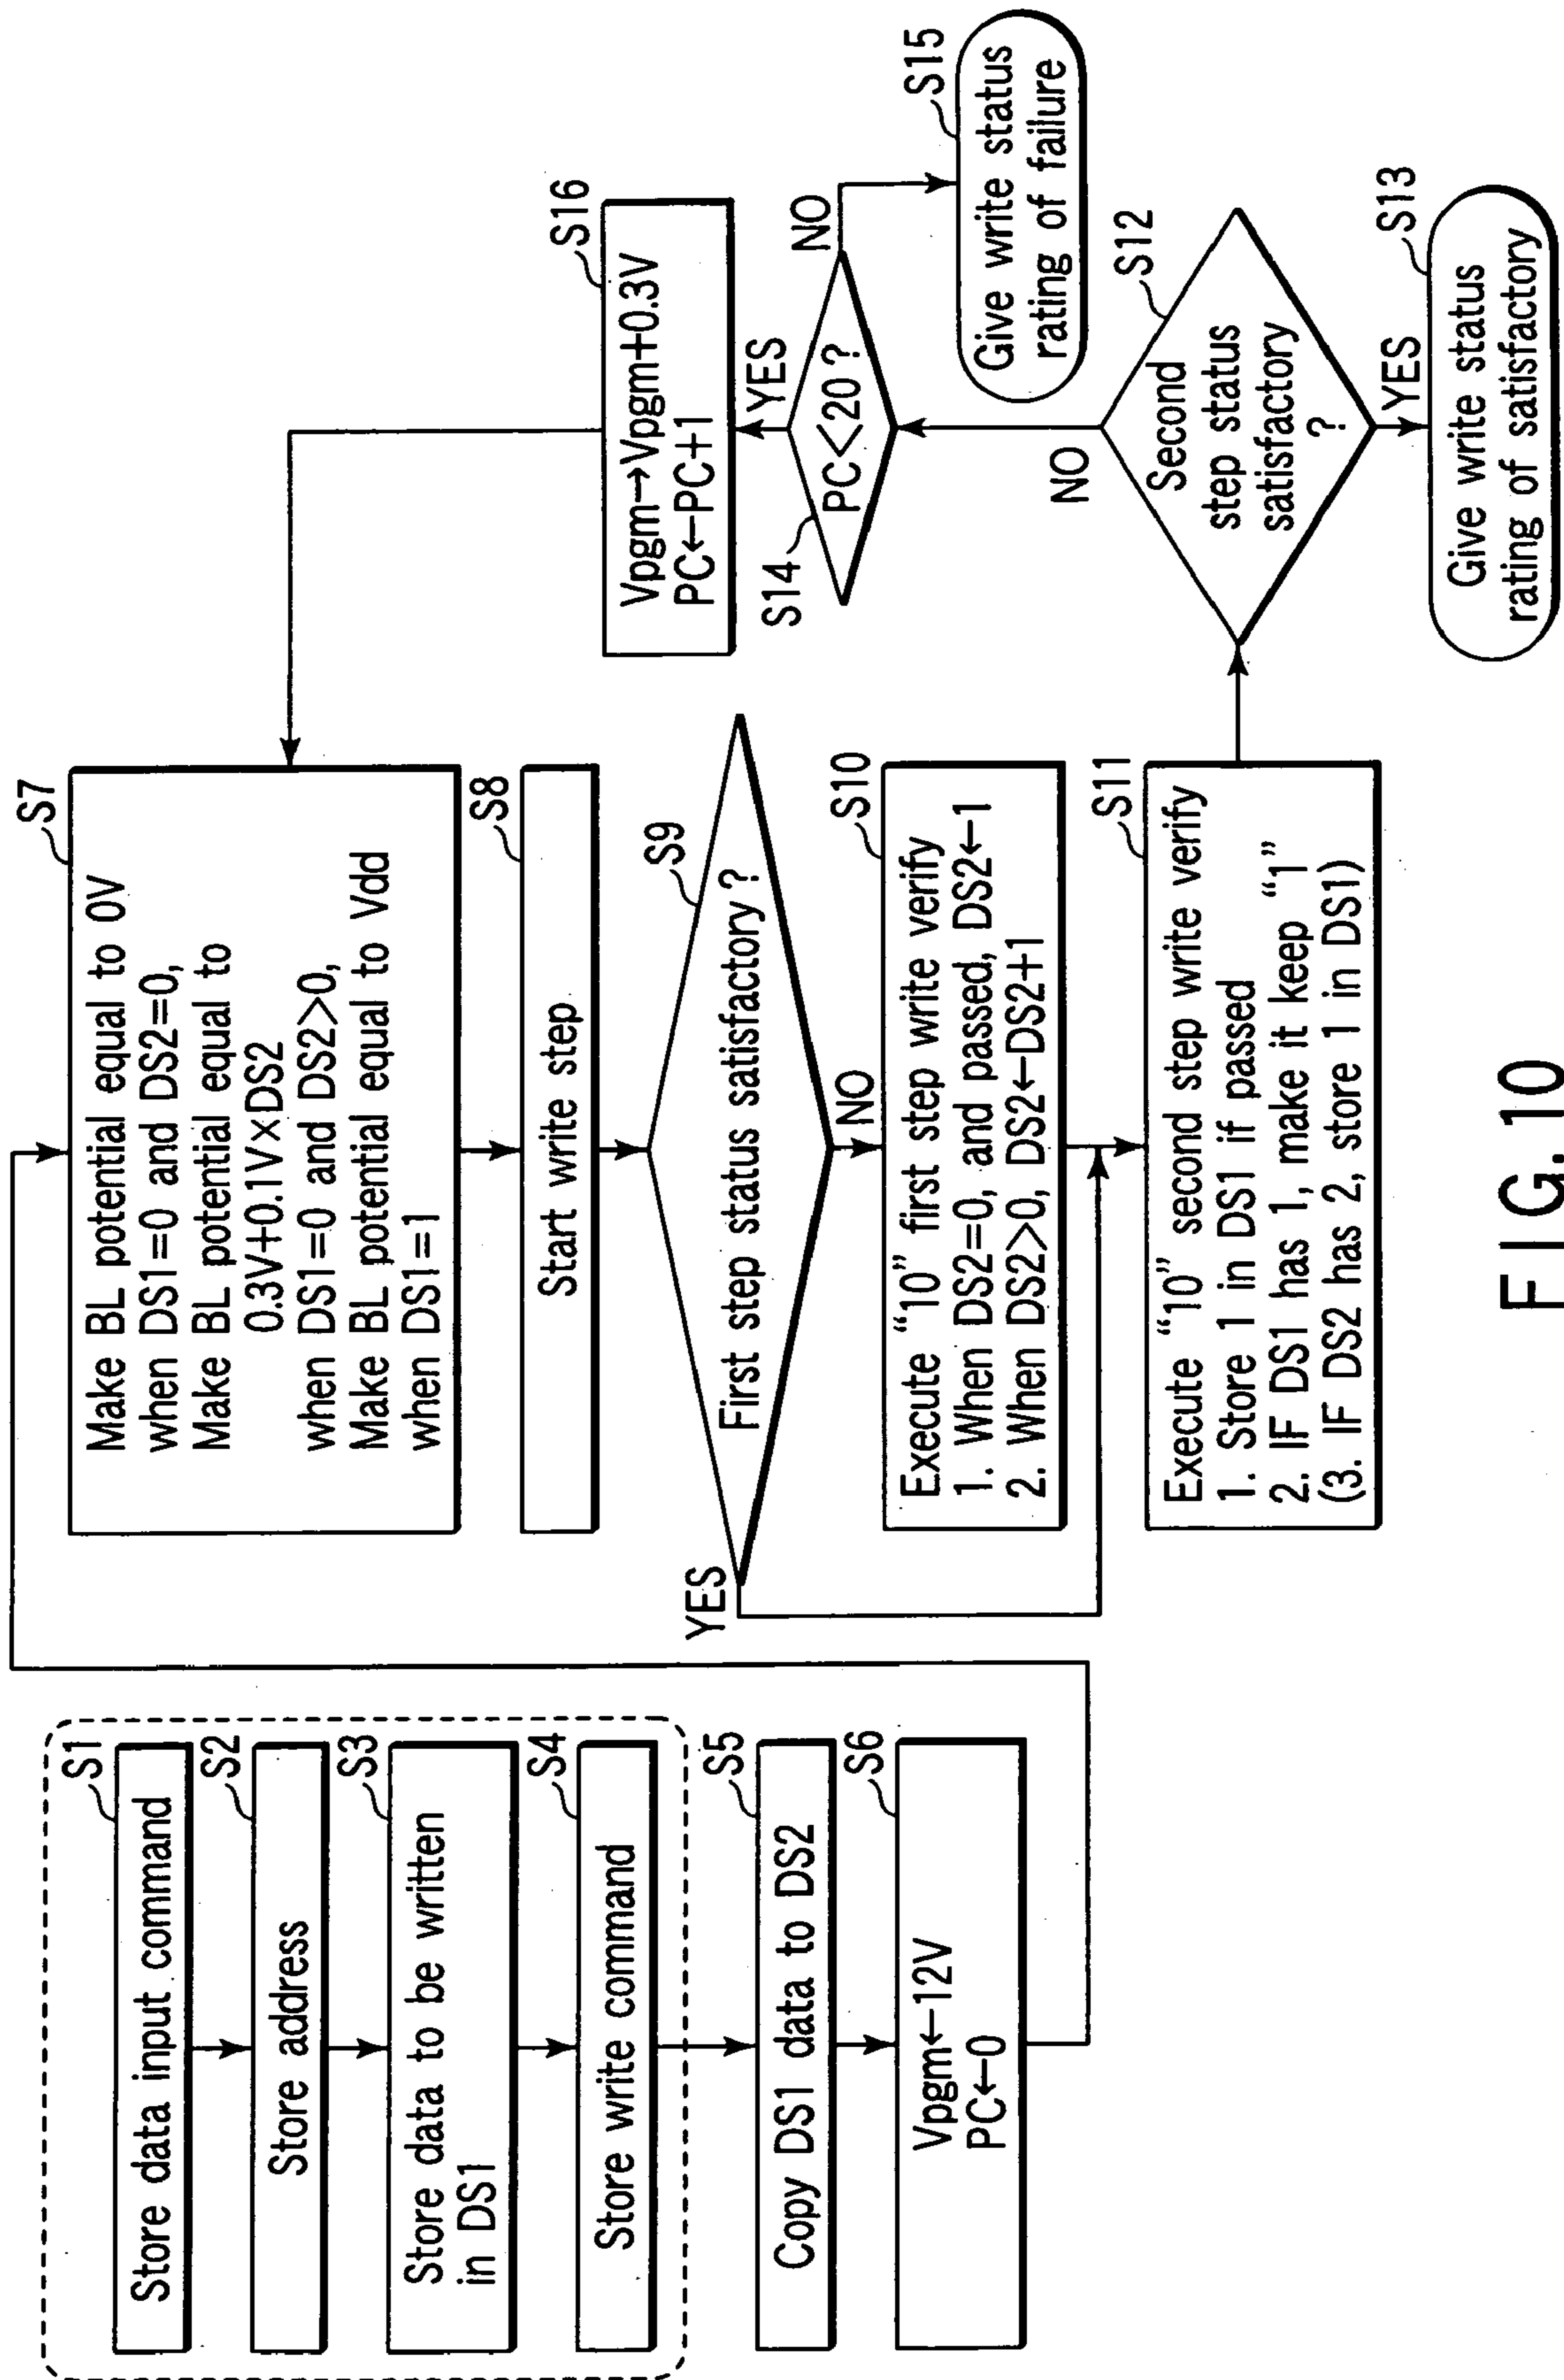 S1
Store data input command
S2
Store address
S3
Store data to be written
in DS1
S4
Store write command
S5
Copy DS1 data to DS2
S6
Vpgm←12V
PC←0
S7
Make BL potential equal to 0V
when DS1=0 and DS2=0,
Make BL potential equal to
0.3V+0.1V×DS2
when DS1=0 and DS2>0,
Make BL potential equal to Vdd
when DS1=1
S8
Start write step
S9
First step status satisfactory ?
YES
NO
S10
Execute “10” first step write verify
1. When DS2=0, and passed, DS2←1
2. When DS2>0, DS2←DS2+1
S11
Execute “10” second step write verify
1. Store 1 in DS1 if passed
2. IF DS1 has 1, make it keep “1”
(3. IF DS2 has 2, store 1 in DS1)
S16
Vpgm→Vpgm+0.3V
PC←PC+1
YES
S14
PC<20 ?
NO
S15
Give write status
rating of failure
NO
S12
Second
step status
satisfactory
?
YES
S13
Give write status
rating of satisfactory
FIG. 10